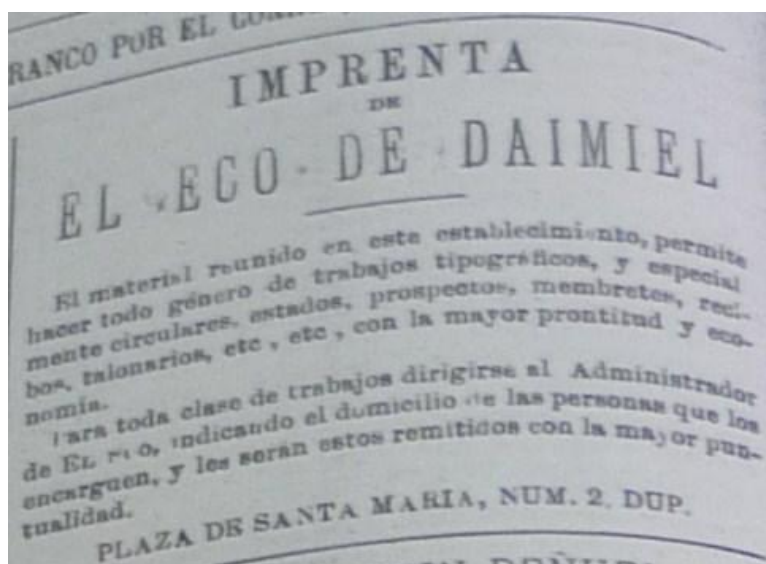 RANCO POR EL
IMPRENTA
DE
EL ECO DE DAIMIEL
El material reunido en este establecimiento, permite
hacer todo género de trabajos tipográficos, y especial
mente circulares, estados, prospectos, membretes, reci-
bos, talonarios, etc, etc, con la mayor prontitud y eco-
nomía.
Para toda clase de trabajos dirigirse al Administrador
de EL ECO, indicando el domicilio de las personas que los
encarguen, y les serán estos remitidos con la mayor pun-
tualidad.
PLAZA DE SANTA MARIA, NUM. 2. DUP.